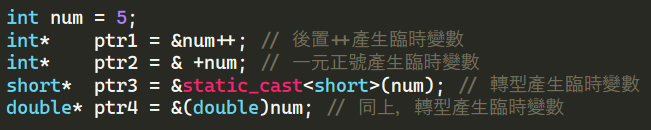 int num = 5;
int*    ptr1 = &num++; // 後置++產生臨時變數
int*    ptr2 = & +num; // 一元正號產生臨時變數
short*  ptr3 = &static_cast<short>(num); // 轉型產生臨時變數
double* ptr4 = &(double)num; // 同上, 轉型產生臨時變數